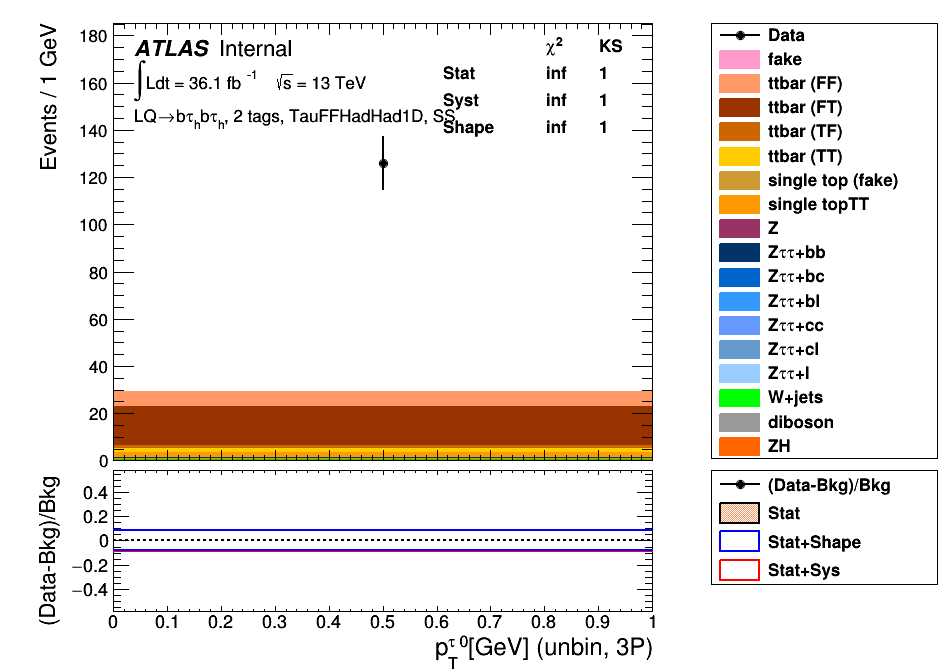 Events / 1 GeV
180
160
140
120
100
80
60
40
20
0
ATLAS Internal
∫Ldt = 36.1 fb⁻¹ √s = 13 TeV
LQ→bτₕbτₕ, 2 tags, TauFFHadHad1D, SS,
χ² KS
Stat inf 1
Syst inf 1
Shape inf 1
Data
fake
ttbar (FF)
ttbar (FT)
ttbar (TF)
ttbar (TT)
single top (fake)
single topTT
Z
Zττ+bb
Zττ+bc
Zττ+bl
Zττ+cc
Zττ+cl
Zττ+l
W+jets
diboson
ZH
(Data-Bkg)/Bkg
0.4
0.2
0
−0.2
−0.4
0 0.1 0.2 0.3 0.4 0.5 0.6 0.7 0.8 0.9 1
p_T^{τ 0}[GeV] (unbin, 3P)
(Data-Bkg)/Bkg
Stat
Stat+Shape
Stat+Sys